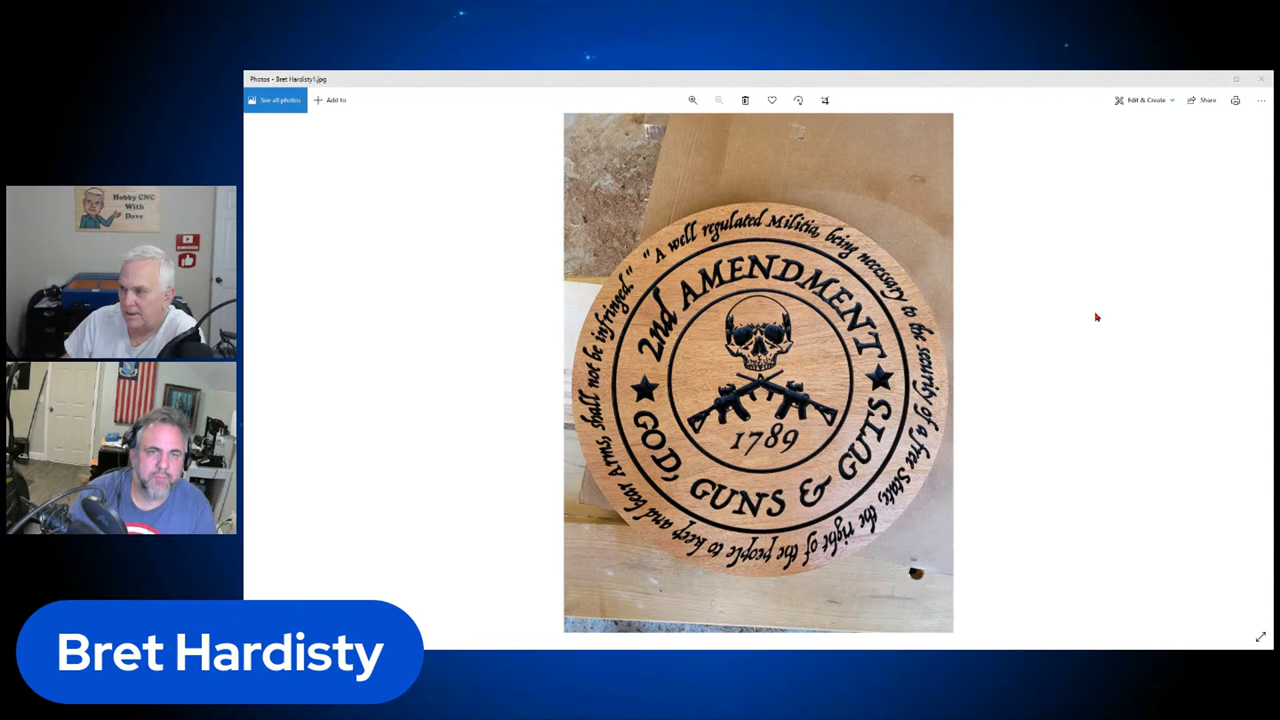 Photos - Bret Hardisty1.jpg
See all photos
Add to
Edit & Create
Share
Hobby CNC
With
Dave
"A well regulated Militia, being necessary to the security of a free State, the right of the people to keep and bear Arms, shall not be infringed."
2nd AMENDMENT
1789
GOD, GUNS & GUTS
Bret Hardisty